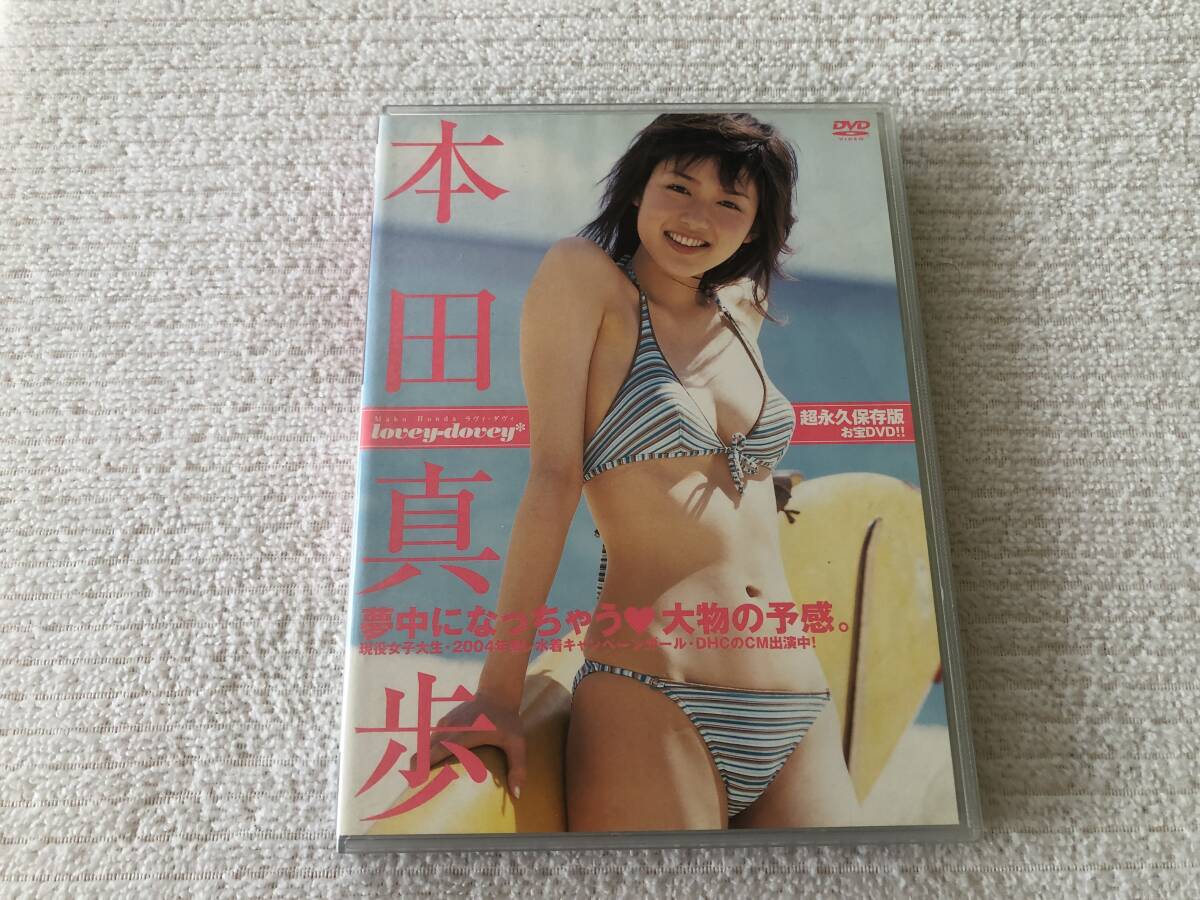 本田真歩
DVD
VIDEO
Maho Honda ラヴィ・ダヴィ
lovey-dovey*
超永久保存版
お宝DVD!!
夢中になっちゃう♥大物の予感。
現役女子大生・2004年 水着キャンペーンガール・DHCのCM出演中!